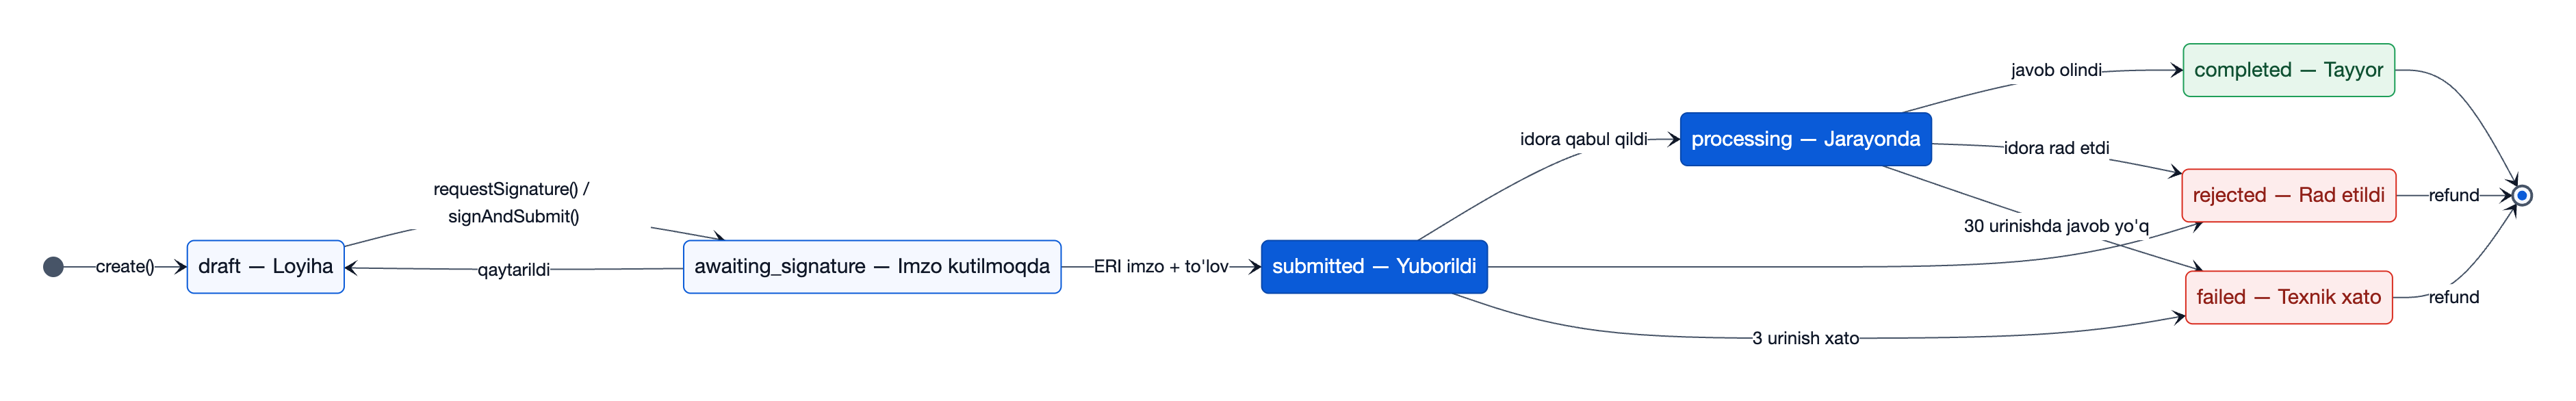 create()
draft — Loyiha
requestSignature() /
signAndSubmit()
qaytarildi
awaiting_signature — Imzo kutilmoqda
ERI imzo + to'lov
submitted — Yuborildi
idora qabul qildi
processing — Jarayonda
javob olindi
idora rad etdi
30 urinishda javob yo'q
3 urinish xato
completed — Tayyor
rejected — Rad etildi
failed — Texnik xato
refund
refund